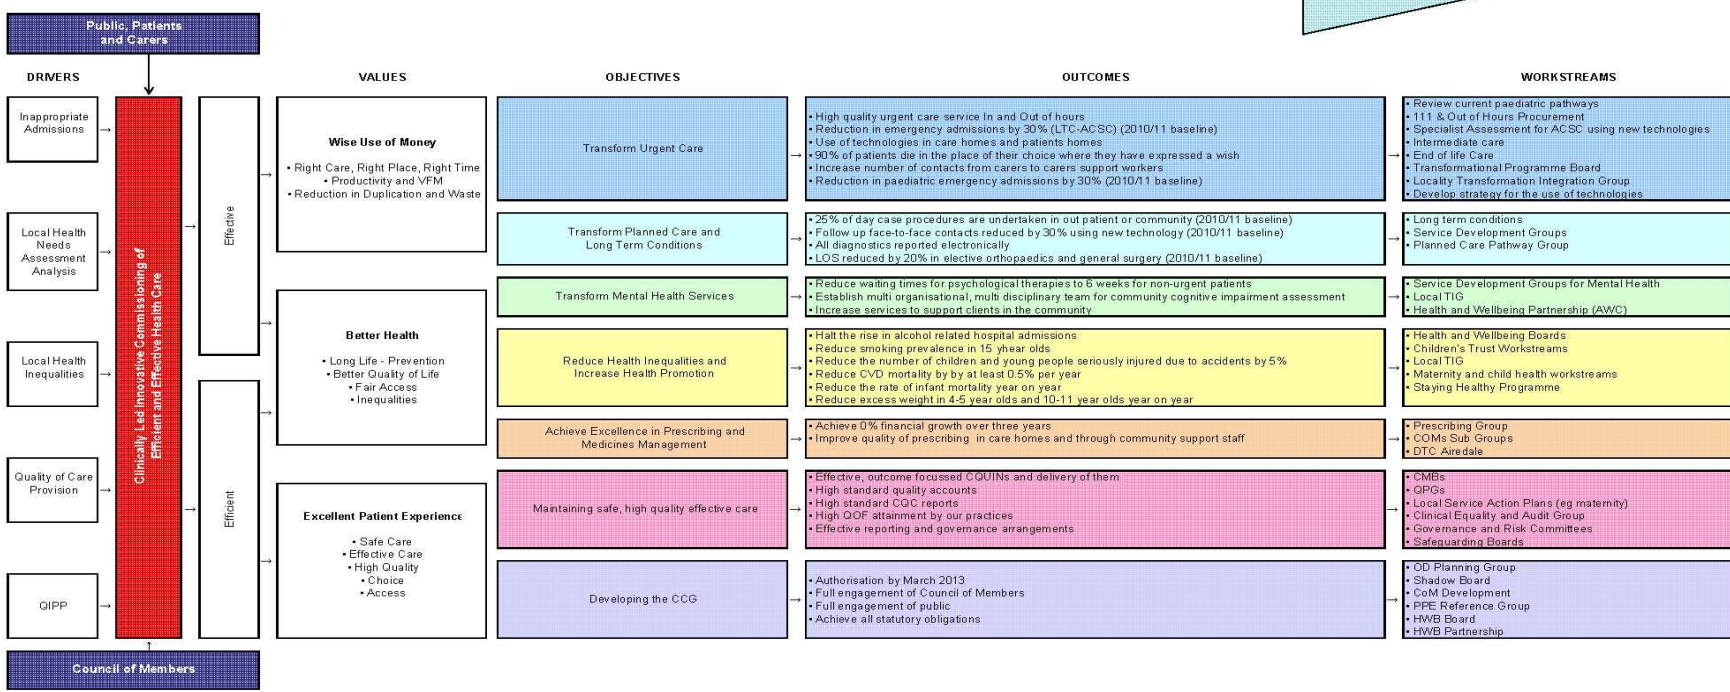 Public, Patients
and Carers
DRIVERS
VALUES
OBJECTIVES
OUTCOMES
WORKSTREAMS
Inappropriate
Admissions
Local Health
Needs
Assessment
Analysis
Local Health
Inequalities
Quality of Care
Provision
QIPP
Clinically Led Innovative Commissioning of
Efficient and Effective Health Care
Effective
Efficient
Wise Use of Money
• Right Care, Right Place, Right Time
• Productivity and VFM
• Reduction in Duplication and Waste
Better Health
• Long Life - Prevention
• Better Quality of Life
• Fair Access
• Inequalities
Excellent Patient Experience
• Safe Care
• Effective Care
• High Quality
• Choice
• Access
Transform Urgent Care
• High quality urgent care service In and Out of hours
• Reduction in emergency admissions by 30% (LTC-ACSC) (2010/11 baseline)
• Use of technologies in care homes and patients homes
• 90% of patients die in the place of their choice where they have expressed a wish
• Increase number of contacts from carers to carers support workers
• Reduction in paediatric emergency admissions by 30% (2010/11 baseline)
• Review current paediatric pathways
• 111 & Out of Hours Procurement
• Specialist Assessment for ACSC using new technologies
• Intermediate care
• End of life Care
• Transformational Programme Board
• Locality Transformation Integration Group
• Develop strategy for the use of technologies
Transform Planned Care and
Long Term Conditions
• 25% of day case procedures are undertaken in out patient or community (2010/11 baseline)
• Follow up face-to-face contacts reduced by 30% using new technology (2010/11 baseline)
• All diagnostics reported electronically
• LOS reduced by 20% in elective orthopaedics and general surgery (2010/11 baseline)
• Long term conditions
• Service Development Groups
• Planned Care Pathway Group
Transform Mental Health Services
• Reduce waiting times for psychological therapies to 6 weeks for non-urgent patients
• Establish multi organisational, multi disciplinary team for community cognitive impairment assessment
• Increase services to support clients in the community
• Service Development Groups for Mental Health
• Local TIG
• Health and Wellbeing Partnership (AWC)
Reduce Health Inequalities and
Increase Health Promotion
• Halt the rise in alcohol related hospital admissions
• Reduce smoking prevalence in 15 yhear olds
• Reduce the number of children and young people seriously injured due to accidents by 5%
• Reduce CVD mortality by by at least 0.5% per year
• Reduce the rate of infant mortality year on year
• Reduce excess weight in 4-5 year olds and 10-11 year olds year on year
• Health and Wellbeing Boards
• Children's Trust Workstreams
• Local TIG
• Maternity and child health workstreams
• Staying Healthy Programme
Achieve Excellence in Prescribing and
Medicines Management
• Achieve 0% financial growth over three years
• Improve quality of prescribing in care homes and through community support staff
• Prescribing Group
• COMs Sub Groups
• DTC Airedale
Maintaining safe, high quality effective care
• Effective, outcome focussed CQUINs and delivery of them
• High standard quality accounts
• High standard CQC reports
• High QOF attainment by our practices
• Effective reporting and governance arrangements
• CMBs
• QPGs
• Local Service Action Plans (eg maternity)
• Clinical Equality and Audit Group
• Governance and Risk Committees
• Safeguarding Boards
Developing the CCG
• Authorisation by March 2013
• Full engagement of Council of Members
• Full engagement of public
• Achieve all statutory obligations
• OD Planning Group
• Shadow Board
• CoM Development
• PPE Reference Group
• HWB Board
• HWB Partnership
Council of Members